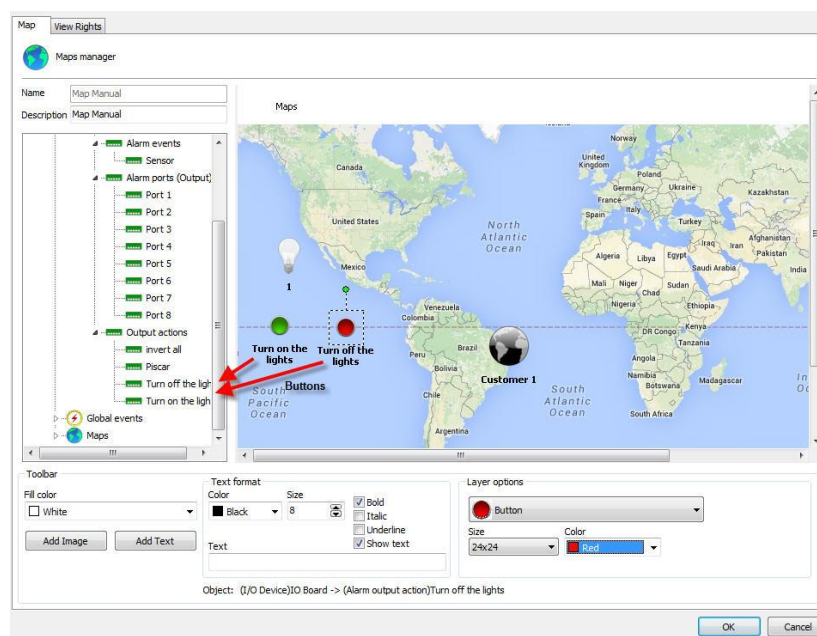 Map View Rights
Maps manager
Name Map Manual
Description Map Manual
Maps
Alarm events
Sensor
Alarm ports (Output)
Port 1
Port 2
Port 3
Port 4
Port 5
Port 6
Port 7
Port 8
Output actions
invert all
Piscar
Turn off the ligh
Turn on the ligh
Global events
Maps
Norway
United
Kingdom
Poland
Germany
Ukraine
Kazakhstan
France
Italy
Spain
Turkey
Canada
United States
North
Atlantic
Ocean
Iraq
Iran
Afghanistan
Pakistan
Algeria
Libya
Egypt
Saudi Arabia
India
Mexico
1
Mali
Niger
Chad
Sudan
Nigeria
Ethiopia
Venezuela
Colombia
DR Congo
Kenya
Tanzania
Turn on the
lights
Turn off the
lights
Peru
Brazil
Bolivia
Angola
Namibia
Botswana
Madagascar
Customer 1
Buttons
South
Pacific
Ocean
Chile
South
Atlantic
Ocean
South Africa
In
Oc
Argentina
Toolbar
Fill color
White
Add Image Add Text
Text format
Color Size
Black 8
Bold
Italic
Underline
Show text
Text
Layer options
Button
Size Color
24x24 Red
Object: (I/O Device)IO Board -> (Alarm output action)Turn off the lights
OK Cancel